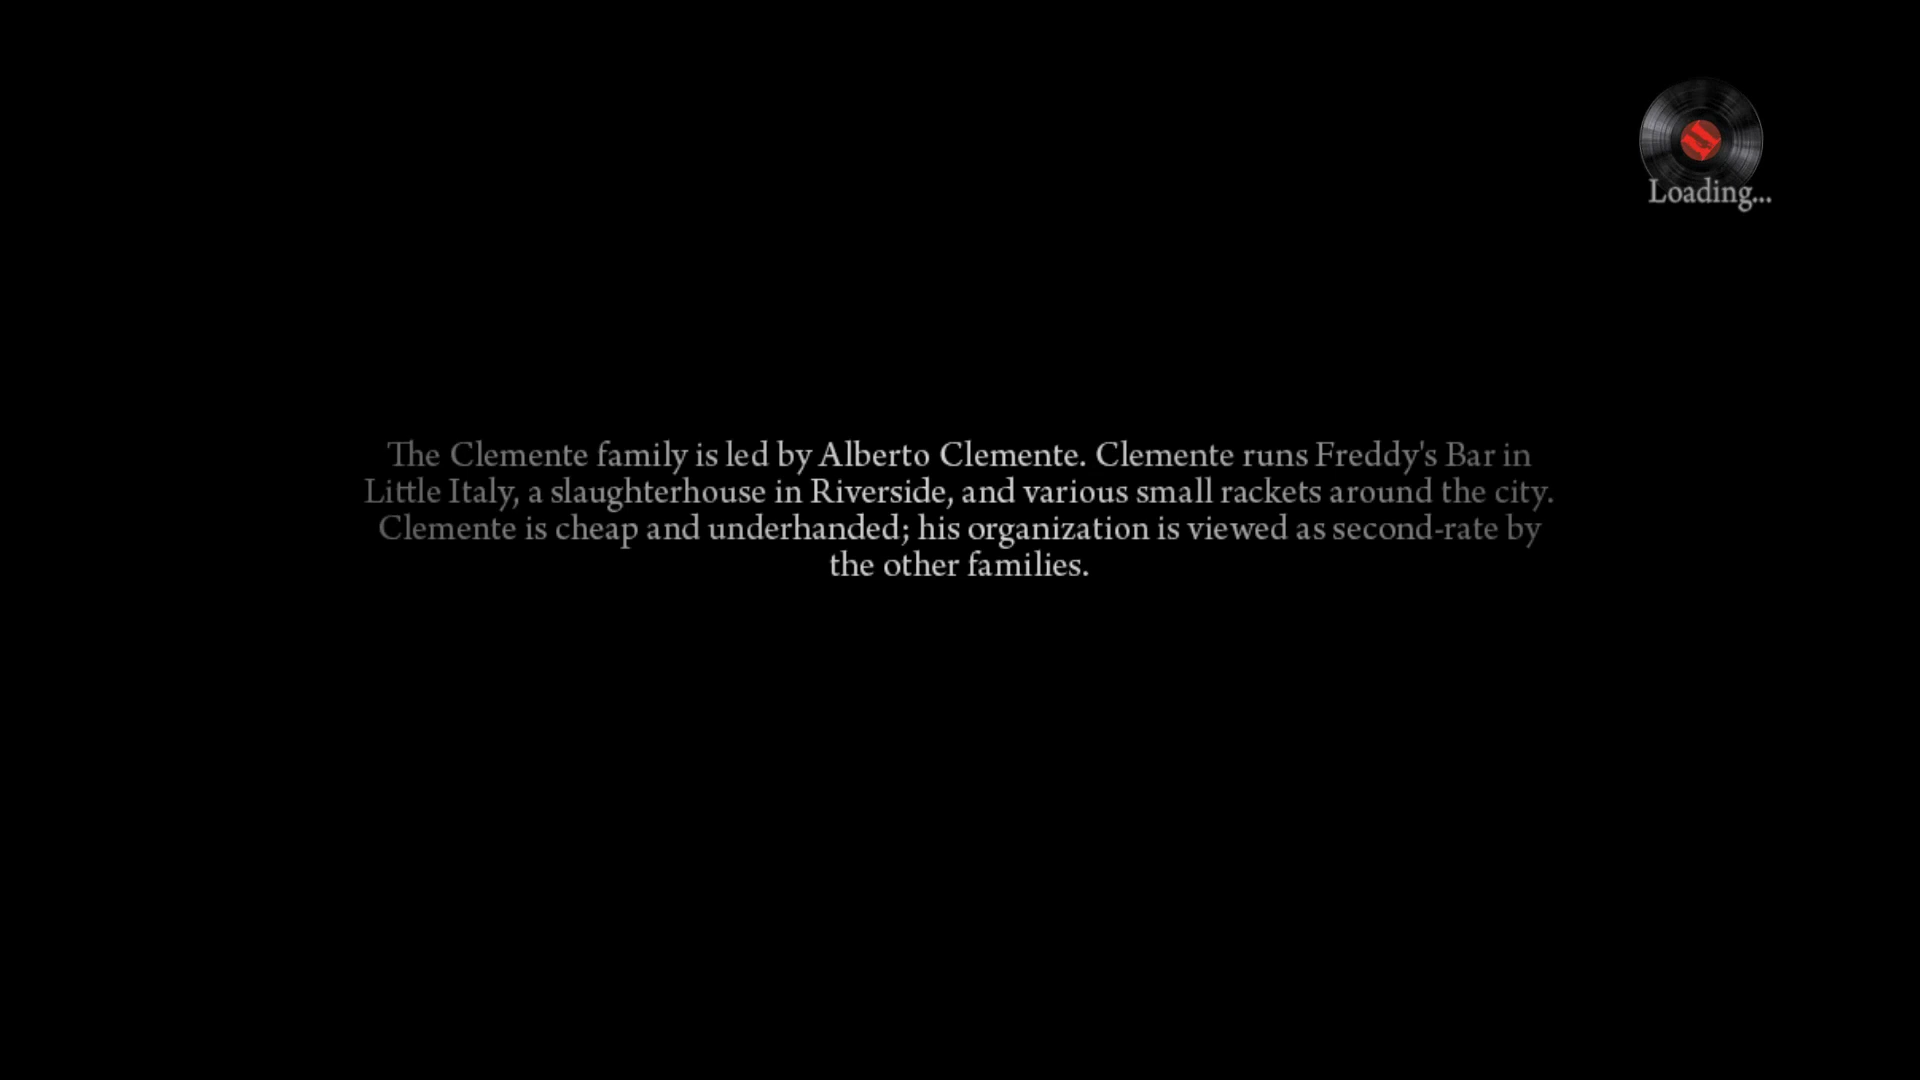 Loading...
The Clemente family is led by Alberto Clemente. Clemente runs Freddy's Bar in
Little Italy, a slaughterhouse in Riverside, and various small rackets around the city.
Clemente is cheap and underhanded; his organization is viewed as second-rate by
the other families.